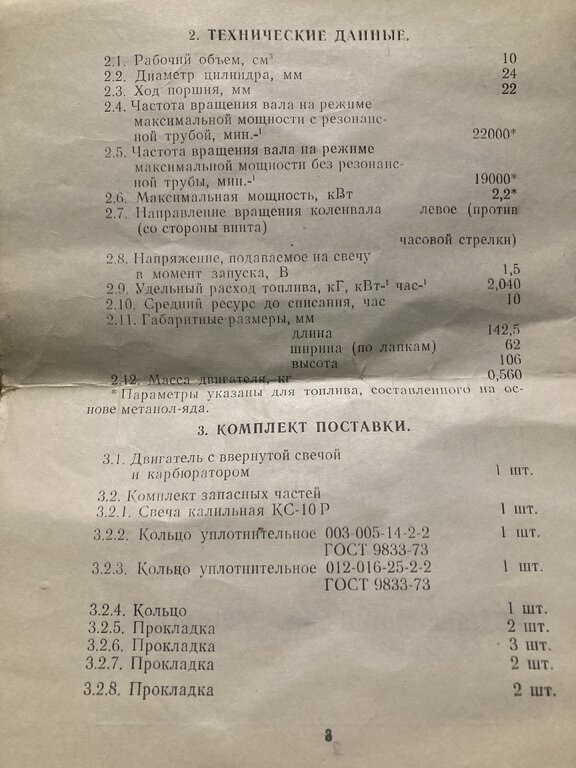 2. ТЕХНИЧЕСКИЕ ДАННЫЕ.
2.1. Рабочий объем, см³ 10
2.2. Диаметр цилиндра, мм 24
2.3. Ход поршня, мм 22
2.4. Частота вращения вала на режиме
максимальной мощности с резонанс-
ной трубой, мин.-¹ 22000*
2.5. Частота вращения вала на режиме
максимальной мощности без резонанс-
ной трубы, мин.-¹ 19000*
2.6. Максимальная мощность, кВт 2,2*
2.7. Направление вращения коленвала левое (против
(со стороны винта)
часовой стрелки)
2.8. Напряжение, подаваемое на свечу
в момент запуска, В 1,5
2.9. Удельный расход топлива, кГ, кВт-¹ час-¹ 2,040
2.10. Средний ресурс до списания, час 10
2.11. Габаритные размеры, мм
длина 142,5
ширина (по лапкам) 62
высота 106
2.12. Масса двигателя, кг 0,560
* Параметры указаны для топлива, составленного на ос-
нове метанол-яда.
3. КОМПЛЕКТ ПОСТАВКИ.
3.1. Двигатель с ввернутой свечой
и карбюратором 1 шт.
3.2. Комплект запасных частей
3.2.1. Свеча калильная КС-10 Р 1 шт.
3.2.2. Кольцо уплотнительное 003-005-14-2-2 1 шт.
ГОСТ 9833-73
3.2.3. Кольцо уплотнительное 012-016-25-2-2 1 шт.
ГОСТ 9833-73
3.2.4. Кольцо 1 шт.
3.2.5. Прокладка 2 шт.
3.2.6. Прокладка 3 шт.
3.2.7. Прокладка 2 шт.
3.2.8. Прокладка 2 шт.
3